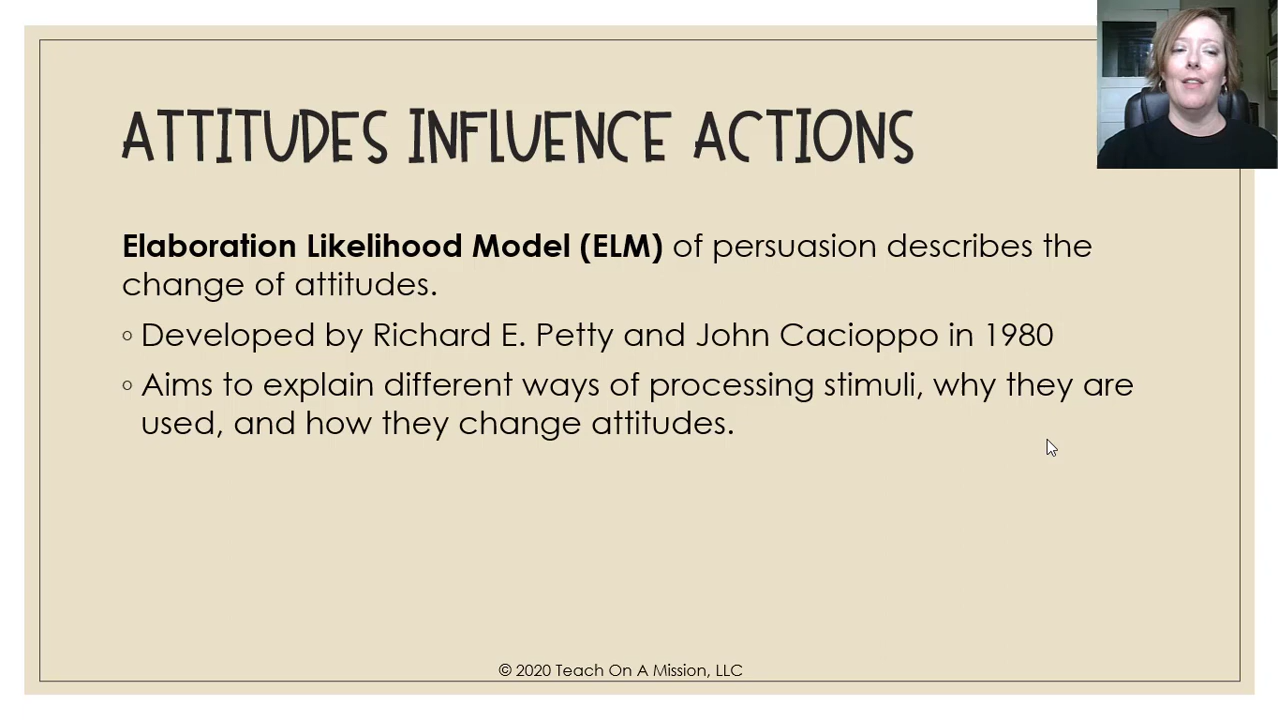 ATTITUDES INFLUENCE ACTIONS
Elaboration Likelihood Model (ELM) of persuasion describes the
change of attitudes.
◦ Developed by Richard E. Petty and John Cacioppo in 1980
◦ Aims to explain different ways of processing stimuli, why they are
used, and how they change attitudes.
© 2020 Teach On A Mission, LLC